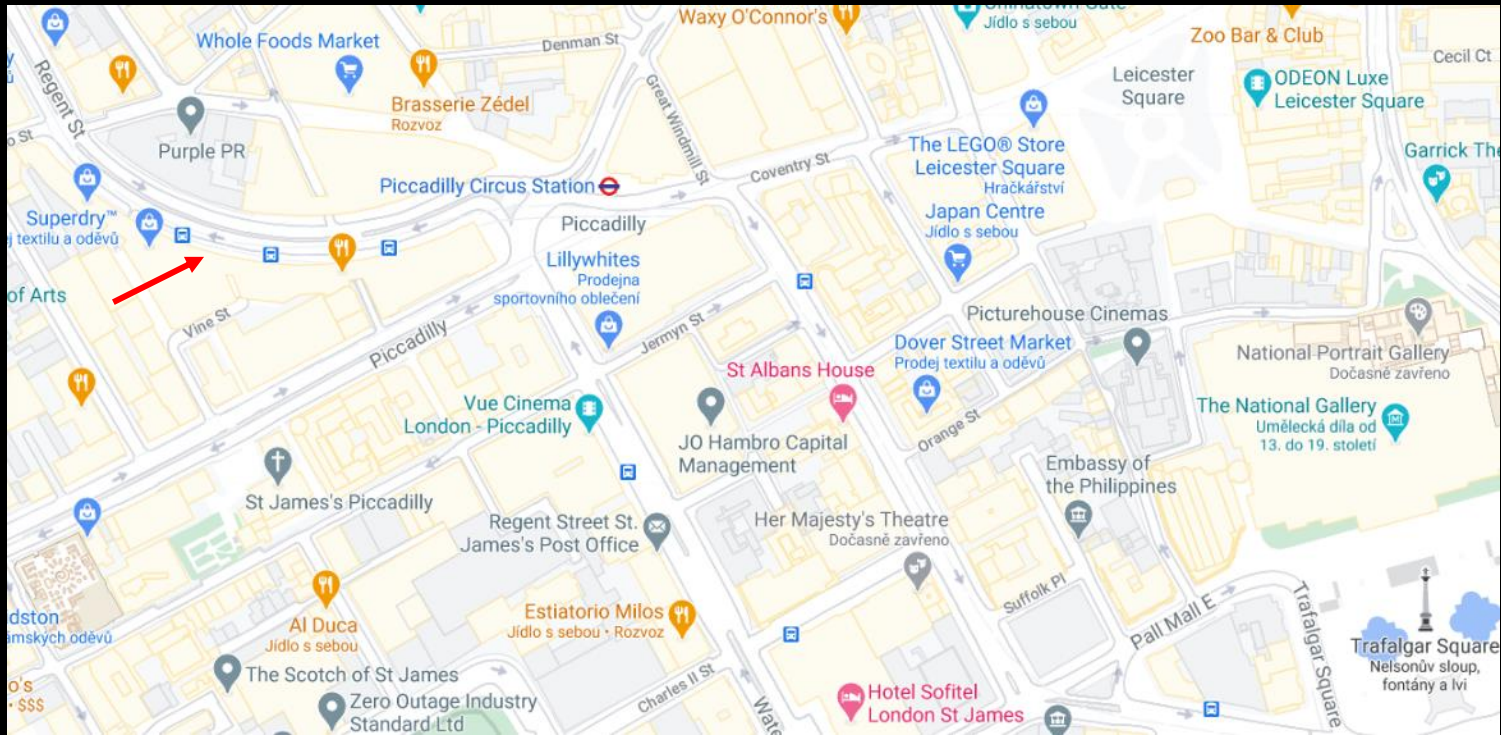 Waxy O'Connor's
Jídlo s sebou
Zoo Bar & Club
Whole Foods Market
Denman St
Cecil Ct
Regent St
Leicester
Square
ODEON Luxe
Leicester Square
Brasserie Zédel
Rozvoz
Great Windmill St
o St
Purple PR
The LEGO® Store
Leicester Square
Hračkářství
Garrick The
Coventry St
Piccadilly Circus Station
Superdry™
j textilu a oděvů
Piccadilly
Japan Centre
Jídlo s sebou
Lillywhites
Prodejna
sportovního oblečení
of Arts
Vine St
Piccadilly
Jermyn St
Picturehouse Cinemas
Dover Street Market
Prodej textilu a oděvů
National Portrait Gallery
Dočasně zavřeno
St Albans House
Vue Cinema
London - Piccadilly
The National Gallery
Umělecká díla od
13. do 19. století
Orange St
JO Hambro Capital
Management
St James's Piccadilly
Embassy of
the Philippines
Regent Street St.
James's Post Office
Her Majesty's Theatre
Dočasně zavřeno
Suffolk Pl
Pall Mall E
Trafalgar Square
dston
ámských oděvů
Al Duca
Jídlo s sebou
Estiatorio Milos
Jídlo s sebou • Rozvoz
Trafalgar Square
Nelsonův sloup,
fontány a lvi
The Scotch of St James
o's
• $$$
Zero Outage Industry
Standard Ltd
Charles II St
Wate
Hotel Sofitel
London St James